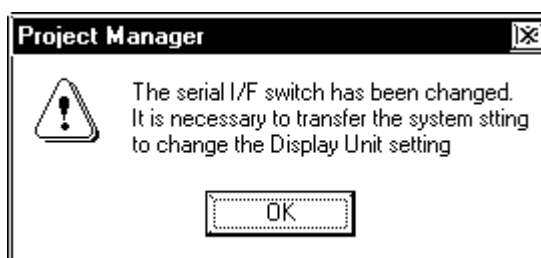 Project Manager
The serial I/F switch has been changed.
It is necessary to transfer the system stting
to change the Display Unit setting
OK